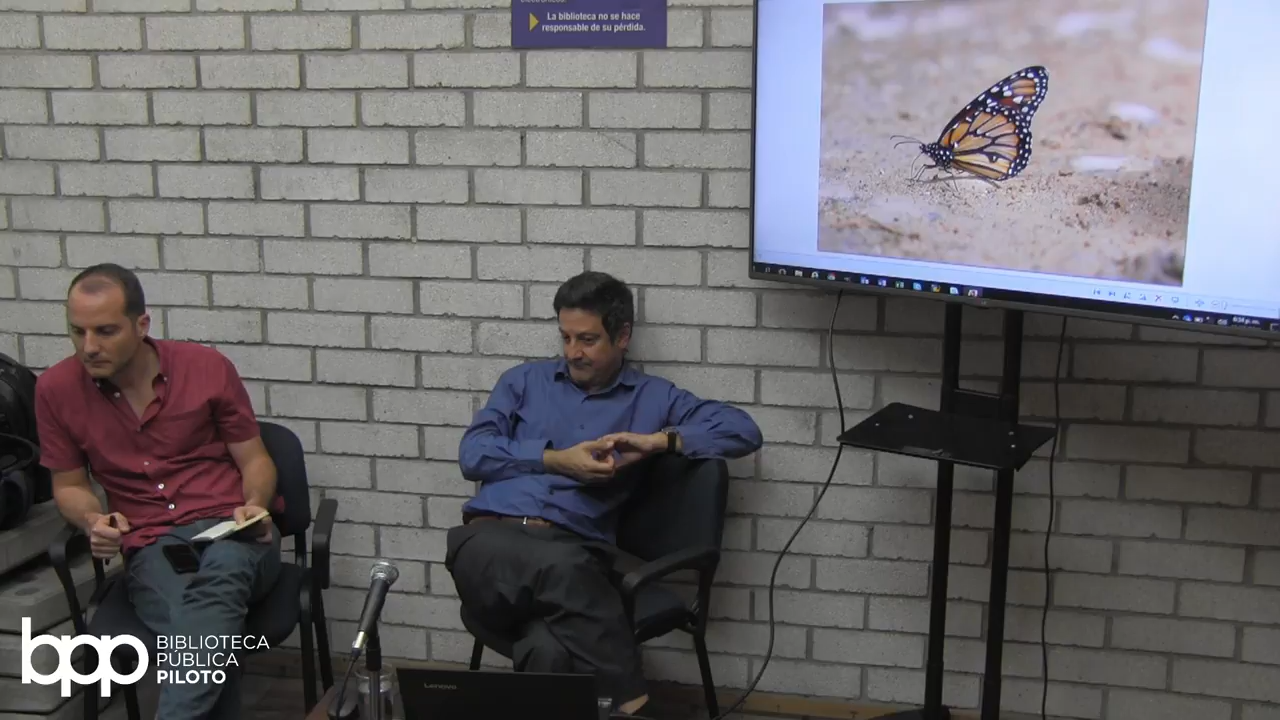 La biblioteca no se hace
responsable de su pérdida.
bpp
BIBLIOTECA
PÚBLICA
PILOTO
Lenovo